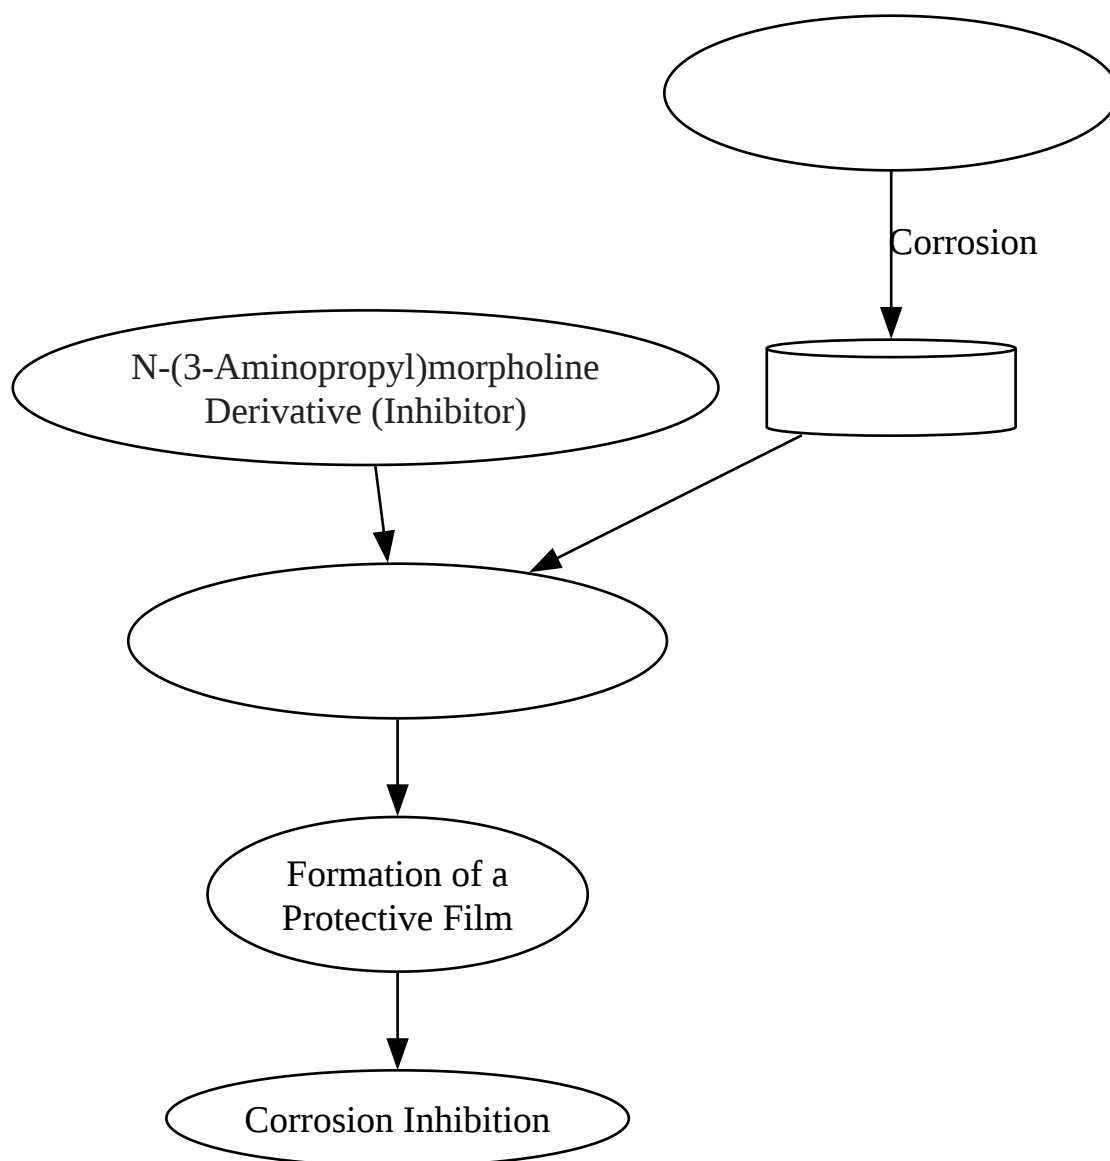 Corrosion
N-(3-Aminopropyl)morpholine
Derivative (Inhibitor)
Formation of a
Protective Film
Corrosion Inhibition